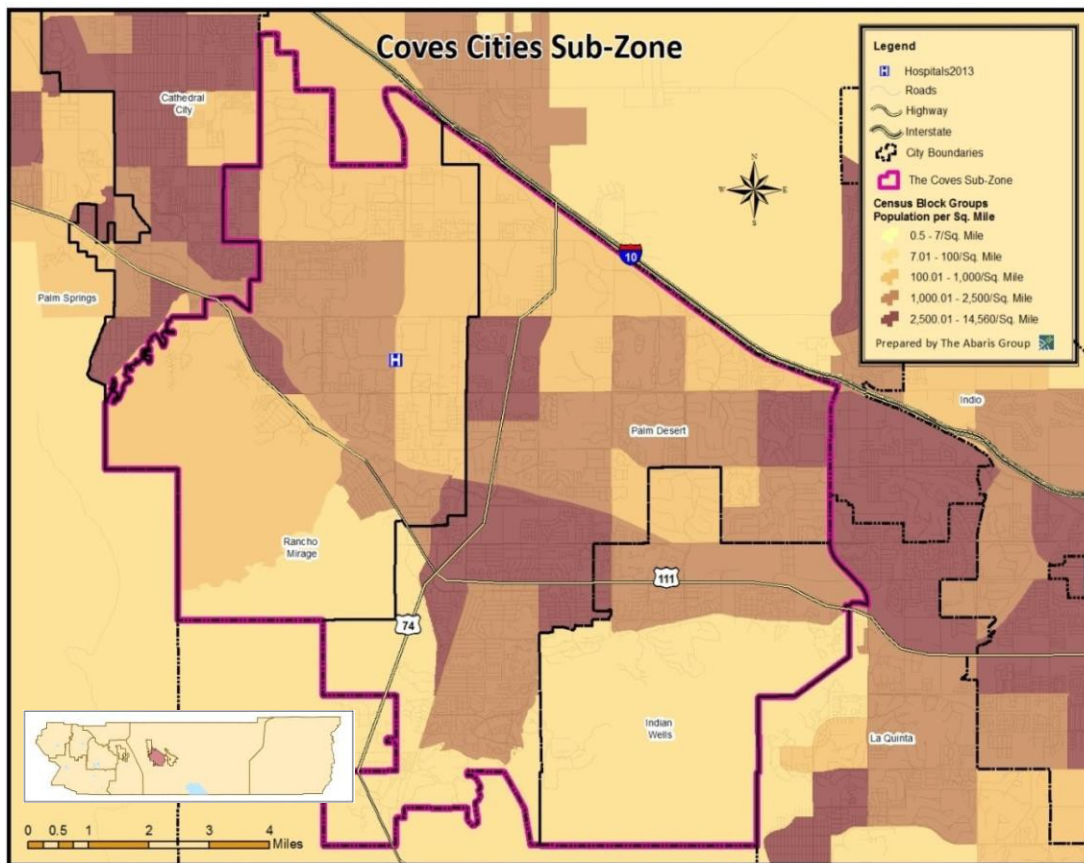 Coves Cities Sub-Zone
Legend
H Hospitals2013
Roads
Highway
Interstate
City Boundaries
The Coves Sub-Zone
Census Block Groups
Population per Sq. Mile
0.5 - 7/Sq. Mile
7.01 - 100/Sq. Mile
100.01 - 1,000/Sq. Mile
1,000.01 - 2,500/Sq. Mile
2,500.01 - 14,560/Sq. Mile
Prepared by The Abaris Group
Cathedral
City
N
W E
S
10
Palm Springs
H
Indio
Palm Desert
Rancho
Mirage
111
74
Indian
Wells
La Quinta
0 0.5 1 2 3 4
Miles